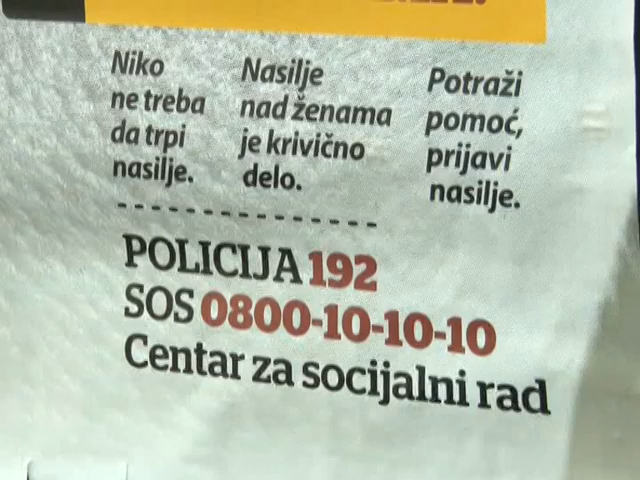 Niko
ne treba
da trpi
nasilje.
Nasilje
nad ženama
je krivično
delo.
Potraži
pomoć,
prijavi
nasilje.
POLICIJA 192
SOS 0800-10-10-10
Centar za socijalni rad